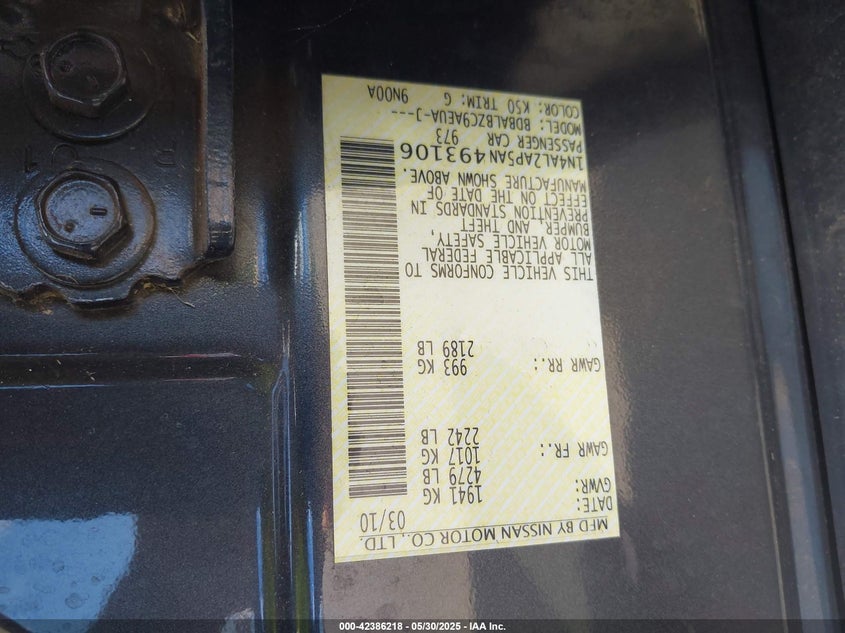 MFD BY NISSAN MOTOR CO., LTD.
DATE: 03/10
GVWR: 1941 KG
4279 LB
GAWR FR.: 1017 KG
2242 LB
GAWR RR.: 993 KG
2189 LB
THIS VEHICLE CONFORMS TO
ALL APPLICABLE FEDERAL
MOTOR VEHICLE SAFETY,
BUMPER, AND THEFT
PREVENTION STANDARDS IN
EFFECT ON THE DATE OF
MANUFACTURE SHOWN ABOVE.
1N4AL2AP5AN493106
PASSENGER CAR 973
MODEL: BDBALBZC9AEUA-J---
COLOR: K50 TRIM: G 9N00A
000-42386218 - 05/30/2025 - IAA Inc.